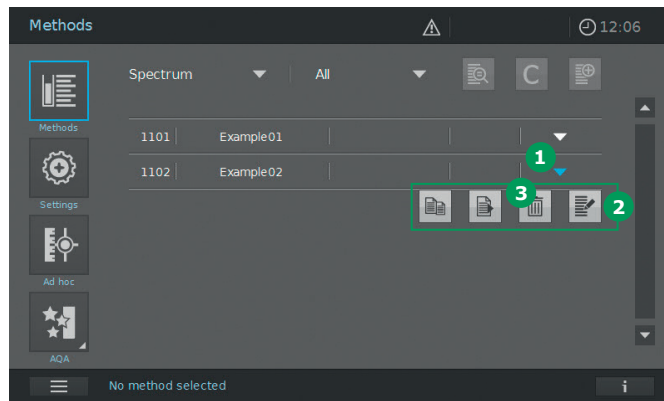 Methods 12:06
Spectrum All C
Methods
1101 Example01
1
1102 Example02
Settings
3
2
Ad hoc
AQA
No method selected i